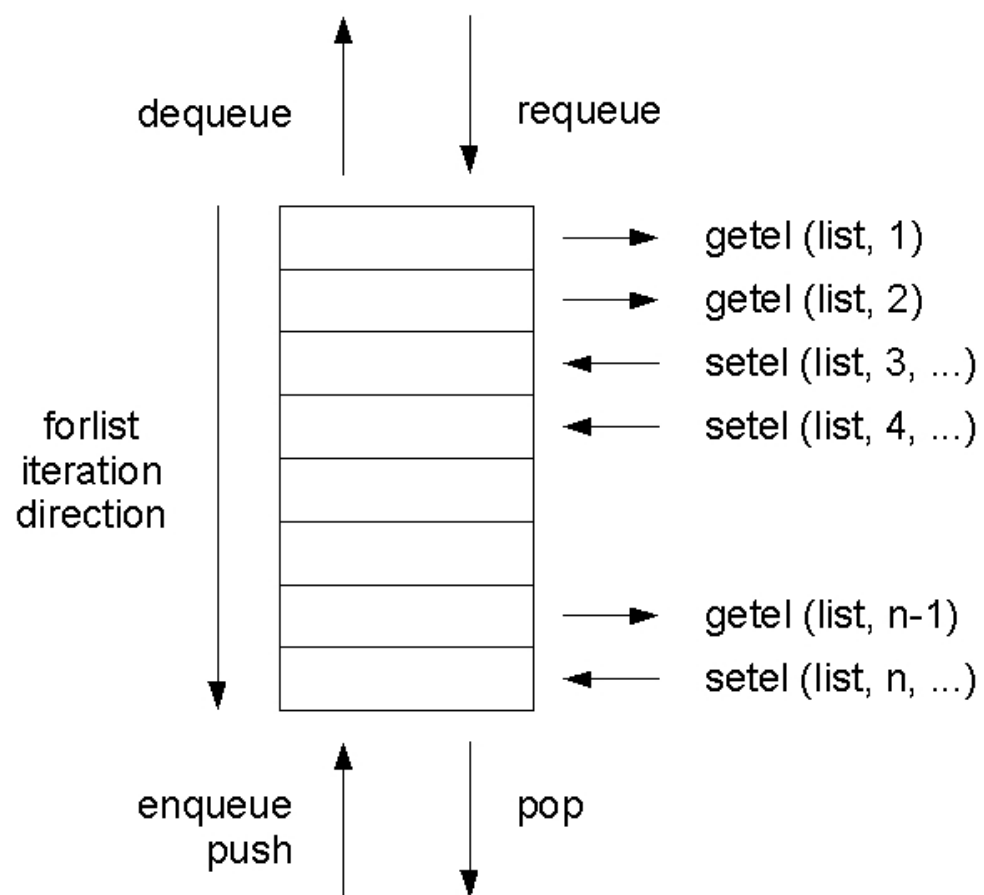 dequeue
requeue
getel (list, 1)
getel (list, 2)
setel (list, 3, ...)
setel (list, 4, ...)
forlist
iteration
direction
getel (list, n-1)
setel (list, n, ...)
enqueue
push
pop